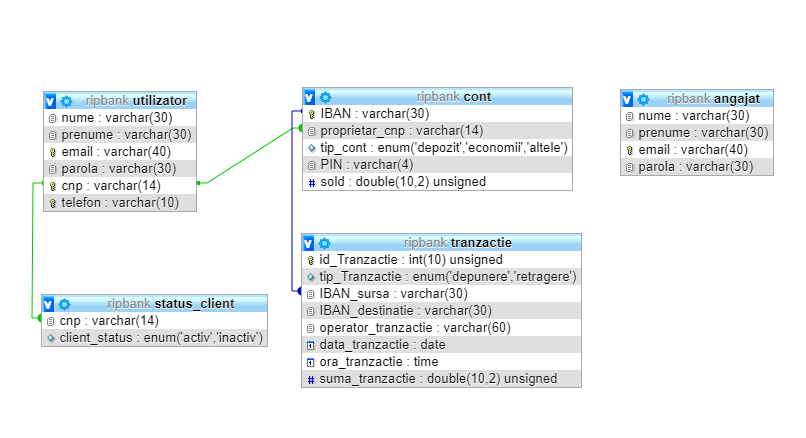 ripbank utilizator
nume : varchar(30)
prenume : varchar(30)
email : varchar(40)
parola : varchar(30)
cnp : varchar(14)
telefon : varchar(10)
ripbank cont
IBAN : varchar(30)
proprietar_cnp : varchar(14)
tip_cont : enum('depozit','economii','altele')
PIN : varchar(4)
# sold : double(10,2) unsigned
ripbank angajat
nume : varchar(30)
prenume : varchar(30)
email : varchar(40)
parola : varchar(30)
ripbank tranzactie
id_Tranzactie : int(10) unsigned
tip_Tranzactie : enum('depunere','retragere')
IBAN_sursa : varchar(30)
IBAN_destinatie : varchar(30)
operator_tranzactie : varchar(60)
data_tranzactie : date
ora_tranzactie : time
# suma_tranzactie : double(10,2) unsigned
ripbank status_client
cnp : varchar(14)
client_status : enum('activ','inactiv')